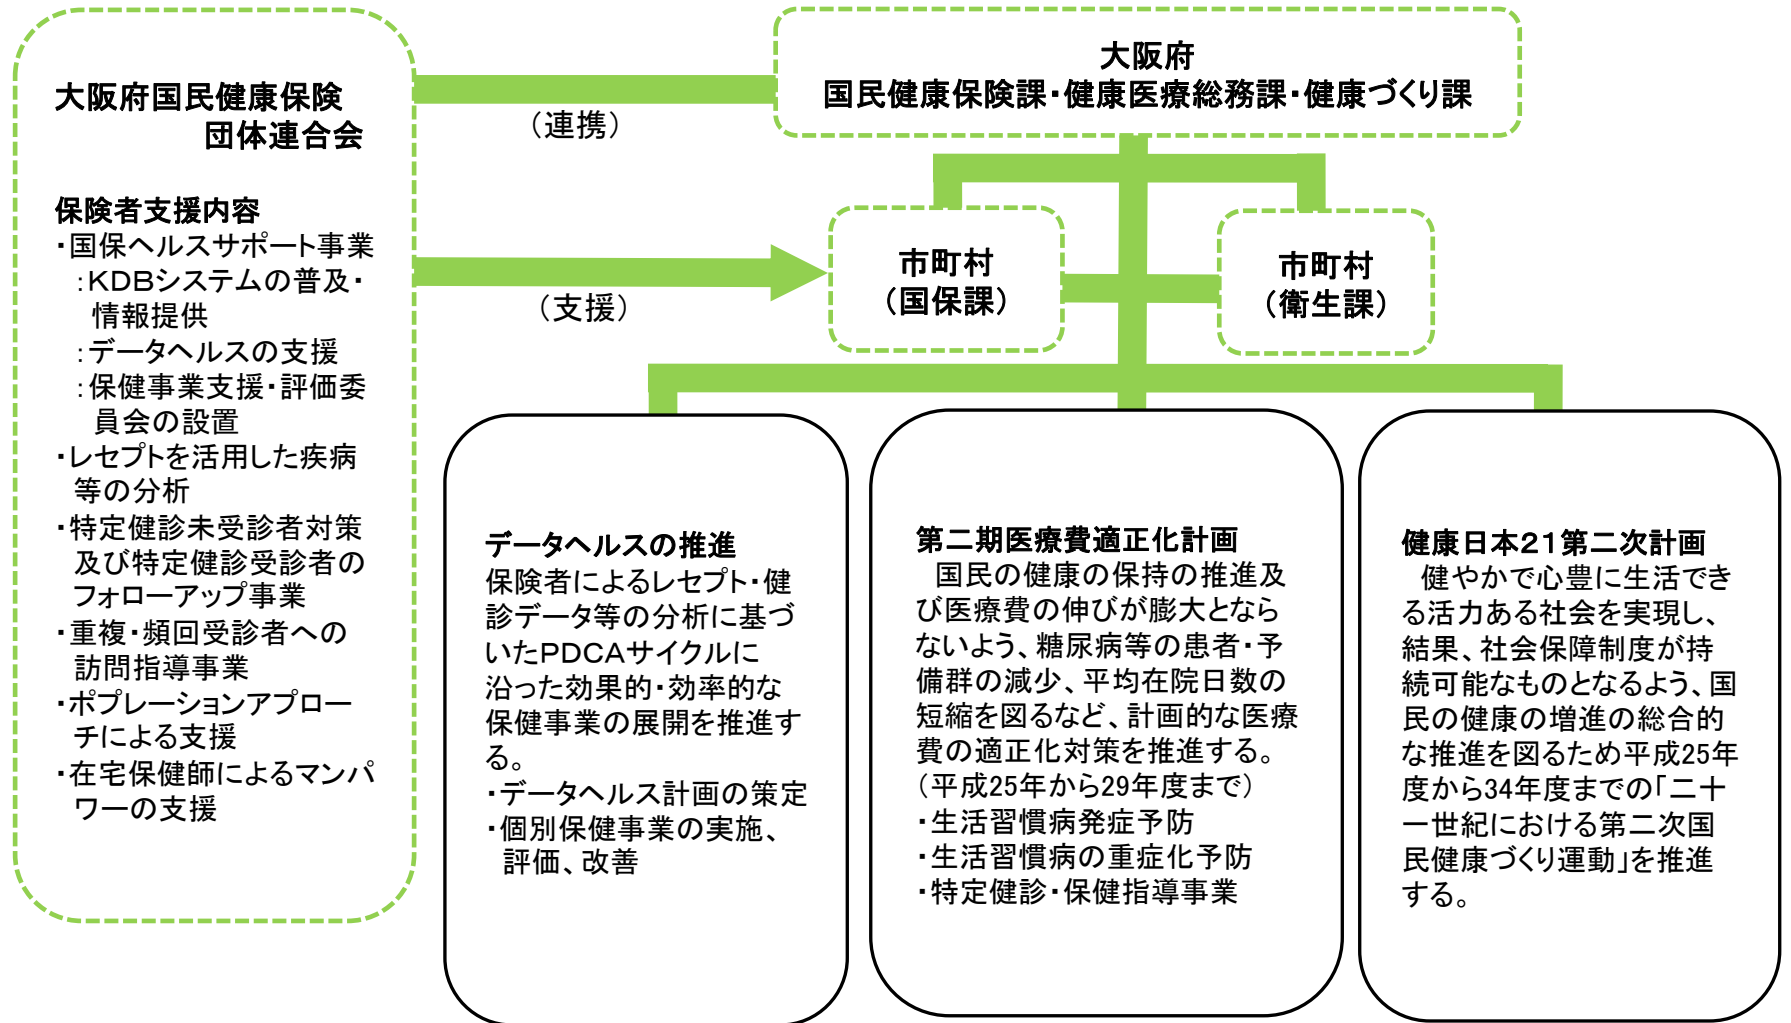 大阪府国民健康保険
団体連合会
保険者支援内容
・国保ヘルスサポート事業
：KDBシステムの普及・
情報提供
：データヘルスの支援
：保健事業支援・評価委
員会の設置
・レセプトを活用した疾病
等の分析
・特定健診未受診者対策
及び特定健診受診者の
フォローアップ事業
・重複・頻回受診者への
訪問指導事業
・ポプレーションアプロー
チによる支援
・在宅保健師によるマンパ
ワーの支援
（連携）
（支援）
大阪府
国民健康保険課・健康医療総務課・健康づくり課
市町村
（国保課）
市町村
（衛生課）
データヘルスの推進
保険者によるレセプト・健
診データ等の分析に基づ
いたPDCAサイクルに
沿った効果的・効率的な
保健事業の展開を推進す
る。
・データヘルス計画の策定
・個別保健事業の実施、
評価、改善
第二期医療費適正化計画
国民の健康の保持の推進及
び医療費の伸びが膨大となら
ないよう、糖尿病等の患者・予
備群の減少、平均在院日数の
短縮を図るなど、計画的な医療
費の適正化対策を推進する。
（平成25年から29年度まで）
・生活習慣病発症予防
・生活習慣病の重症化予防
・特定健診・保健指導事業
健康日本２１第二次計画
健やかで心豊に生活でき
る活力ある社会を実現し、
結果、社会保障制度が持
続可能なものとなるよう、国
民の健康の増進の総合的
な推進を図るため平成25年
度から34年度までの「二十
一世紀における第二次国
民健康づくり運動」を推進
する。